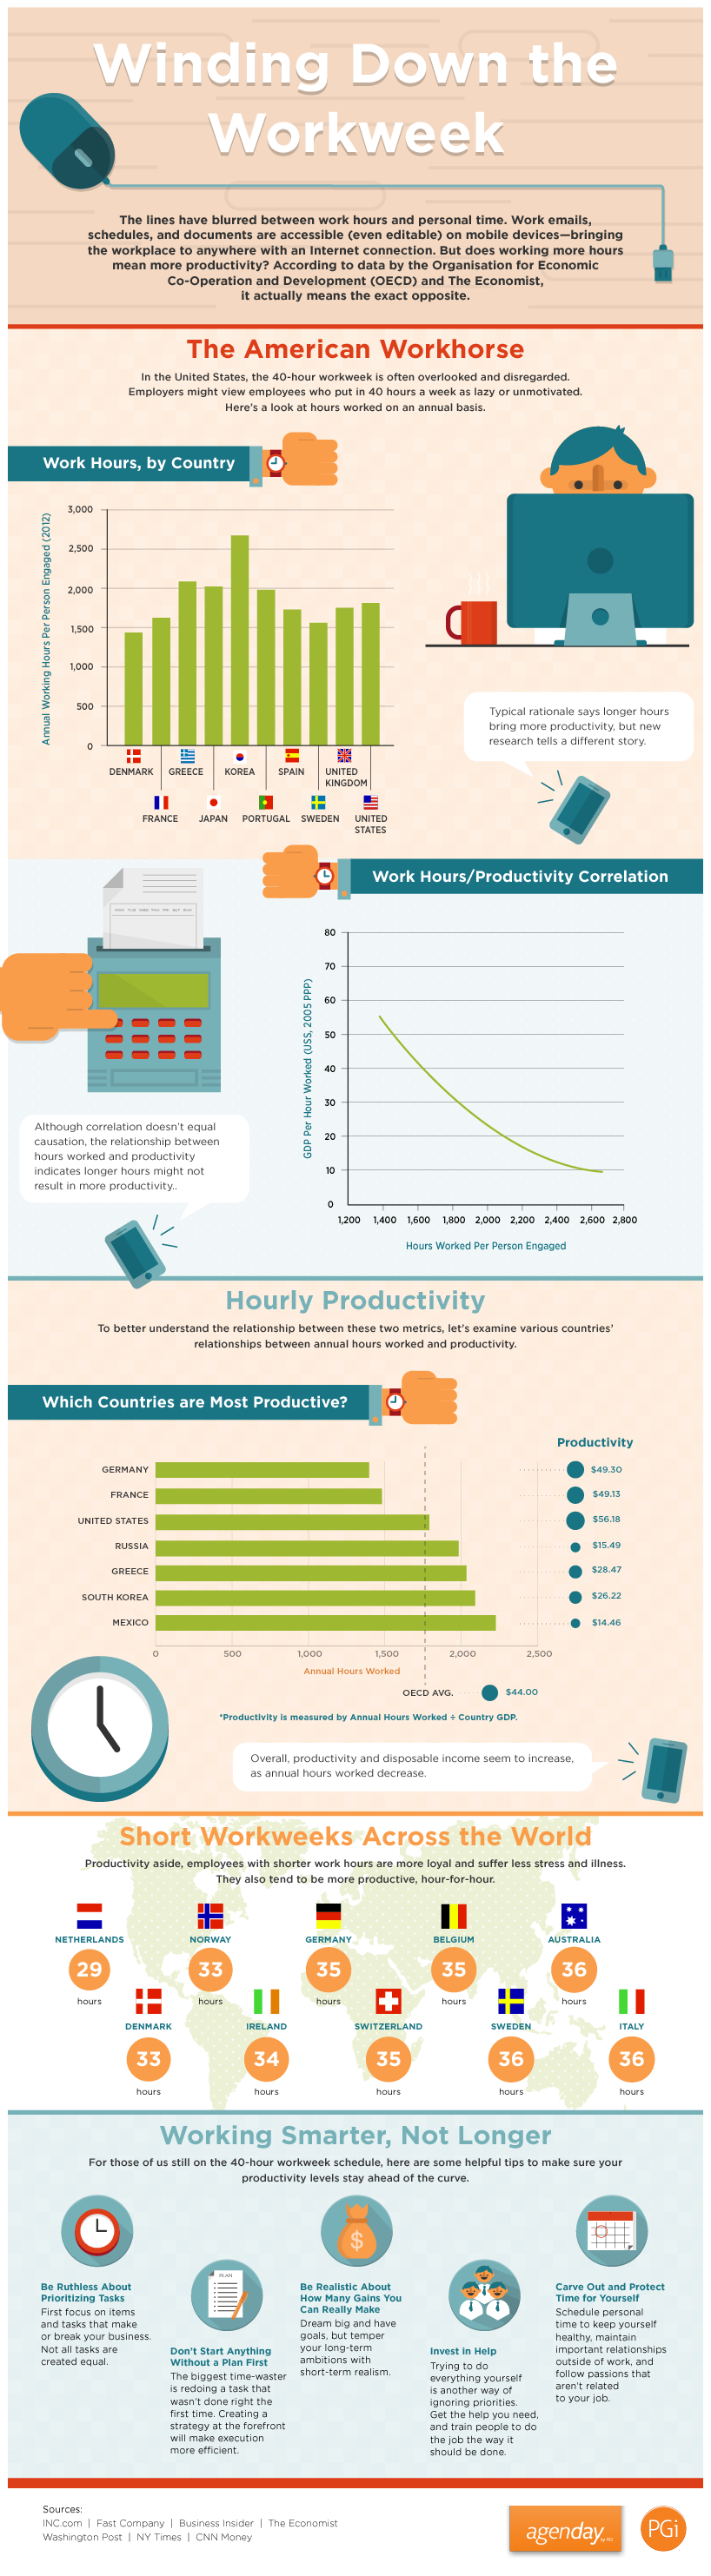 Winding Down the
Workweek
The lines have blurred between work hours and personal time. Work emails,
schedules, and documents are accessible (even editable) on mobile devices—bringing
the workplace to anywhere with an Internet connection. But does working more hours
mean more productivity? According to data by the Organisation for Economic
Co-Operation and Development (OECD) and The Economist,
it actually means the exact opposite.
The American Workhorse
In the United States, the 40-hour workweek is often overlooked and disregarded.
Employers might view employees who put in 40 hours a week as lazy or unmotivated.
Here's a look at hours worked on an annual basis.
Work Hours, by Country
Annual Working Hours Per Person Engaged (2012)
3,000
2,500
2,000
1,500
1,000
500
0
DENMARK
GREECE
KOREA
SPAIN
UNITED
KINGDOM
FRANCE
JAPAN
PORTUGAL
SWEDEN
UNITED
STATES
Typical rationale says longer hours
bring more productivity, but new
research tells a different story.
Work Hours/Productivity Correlation
MON TUE WED THU FRI SAT SUN
Although correlation doesn't equal
causation, the relationship between
hours worked and productivity
indicates longer hours might not
result in more productivity..
GDP Per Hour Worked (US$, 2005 PPP)
80
70
60
50
40
30
20
10
0
1,200
1,400
1,600
1,800
2,000
2,200
2,400
2,600
2,800
Hours Worked Per Person Engaged
Hourly Productivity
To better understand the relationship between these two metrics, let's examine various countries'
relationships between annual hours worked and productivity.
Which Countries are Most Productive?
Productivity
GERMANY
$49.30
FRANCE
$49.13
UNITED STATES
$56.18
RUSSIA
$15.49
GREECE
$28.47
SOUTH KOREA
$26.22
MEXICO
$14.46
0
500
1,000
1,500
2,000
2,500
Annual Hours Worked
OECD AVG.
$44.00
*Productivity is measured by Annual Hours Worked ÷ Country GDP.
Overall, productivity and disposable income seem to increase,
as annual hours worked decrease.
Short Workweeks Across the World
Productivity aside, employees with shorter work hours are more loyal and suffer less stress and illness.
They also tend to be more productive, hour-for-hour.
NETHERLANDS
29
hours
NORWAY
33
hours
GERMANY
35
hours
BELGIUM
35
hours
AUSTRALIA
36
hours
DENMARK
33
hours
IRELAND
34
hours
SWITZERLAND
35
hours
SWEDEN
36
hours
ITALY
36
hours
Working Smarter, Not Longer
For those of us still on the 40-hour workweek schedule, here are some helpful tips to make sure your
productivity levels stay ahead of the curve.
Be Ruthless About
Prioritizing Tasks
First focus on items
and tasks that make
or break your business.
Not all tasks are
created equal.
PLAN
Don't Start Anything
Without a Plan First
The biggest time-waster
is redoing a task that
wasn't done right the
first time. Creating a
strategy at the forefront
will make execution
more efficient.
$
Be Realistic About
How Many Gains You
Can Really Make
Dream big and have
goals, but temper
your long-term
ambitions with
short-term realism.
Invest in Help
Trying to do
everything yourself
is another way of
ignoring priorities.
Get the help you need,
and train people to do
the job the way it
should be done.
Carve Out and Protect
Time for Yourself
Schedule personal
time to keep yourself
healthy, maintain
important relationships
outside of work, and
follow passions that
aren't related
to your job.
Sources:
INC.com | Fast Company | Business Insider | The Economist
Washington Post | NY Times | CNN Money
agenday
PGi